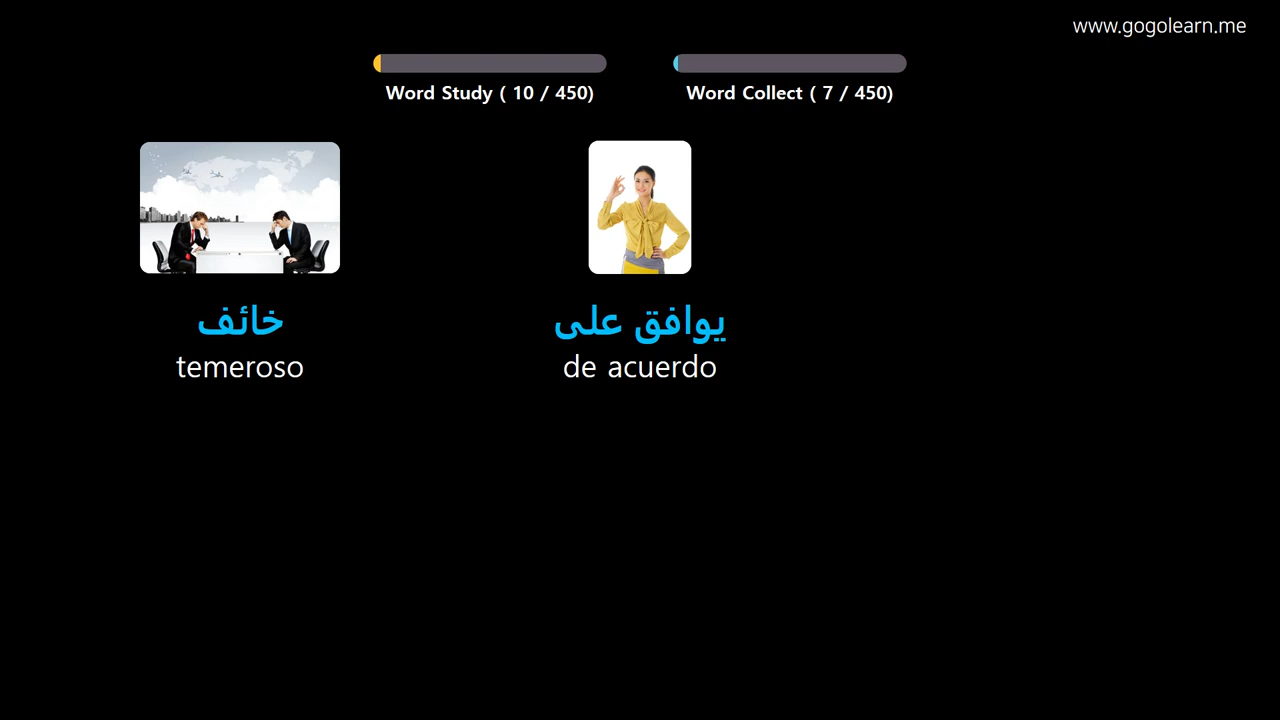 www.gogolearn.me
Word Study ( 10 / 450)
Word Collect ( 7 / 450)
خائف
temeroso
يوافق على
de acuerdo